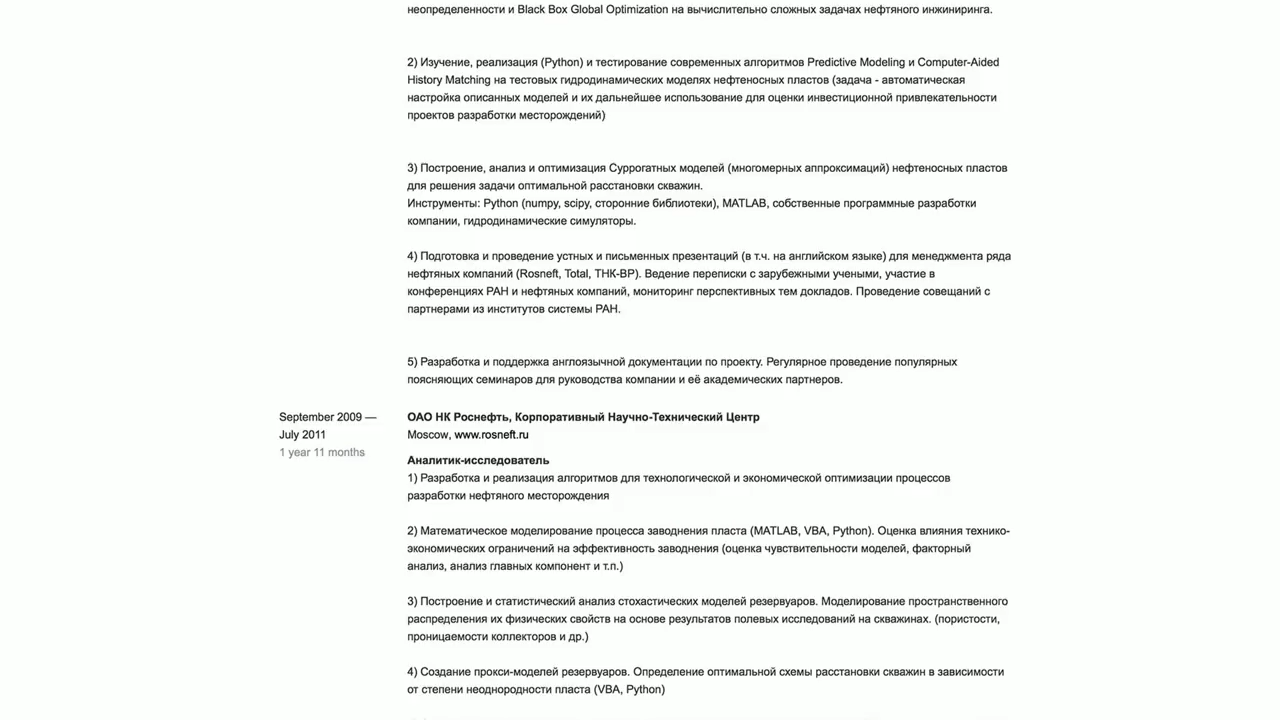 неопределенности и Black Box Global Optimization на вычислительно сложных задачах нефтяного инжиниринга.
2) Изучение, реализация (Python) и тестирование современных алгоритмов Predictive Modeling и Computer-Aided
History Matching на тестовых гидродинамических моделях нефтеносных пластов (задача - автоматическая
настройка описанных моделей и их дальнейшее использование для оценки инвестиционной привлекательности
проектов разработки месторождений)
3) Построение, анализ и оптимизация Суррогатных моделей (многомерных аппроксимаций) нефтеносных пластов
для решения задачи оптимальной расстановки скважин.
Инструменты: Python (numpy, scipy, сторонние библиотеки), MATLAB, собственные программные разработки
компании, гидродинамические симуляторы.
4) Подготовка и проведение устных и письменных презентаций (в т.ч. на английском языке) для менеджмента ряда
нефтяных компаний (Rosneft, Total, ТНК-ВР). Ведение переписки с зарубежными учеными, участие в
конференциях РАН и нефтяных компаний, мониторинг перспективных тем докладов. Проведение совещаний с
партнерами из институтов системы РАН.
5) Разработка и поддержка англоязычной документации по проекту. Регулярное проведение популярных
поясняющих семинаров для руководства компании и её академических партнеров.
September 2009 —
July 2011
1 year 11 months
ОАО НК Роснефть, Корпоративный Научно-Технический Центр
Moscow, www.rosneft.ru
Аналитик-исследователь
1) Разработка и реализация алгоритмов для технологической и экономической оптимизации процессов
разработки нефтяного месторождения
2) Математическое моделирование процесса заводнения пласта (MATLAB, VBA, Python). Оценка влияния технико-
экономических ограничений на эффективность заводнения (оценка чувствительности моделей, факторный
анализ, анализ главных компонент и т.п.)
3) Построение и статистический анализ стохастических моделей резервуаров. Моделирование пространственного
распределения их физических свойств на основе результатов полевых исследований на скважинах. (пористости,
проницаемости коллекторов и др.)
4) Создание прокси-моделей резервуаров. Определение оптимальной схемы расстановки скважин в зависимости
от степени неоднородности пласта (VBA, Python)